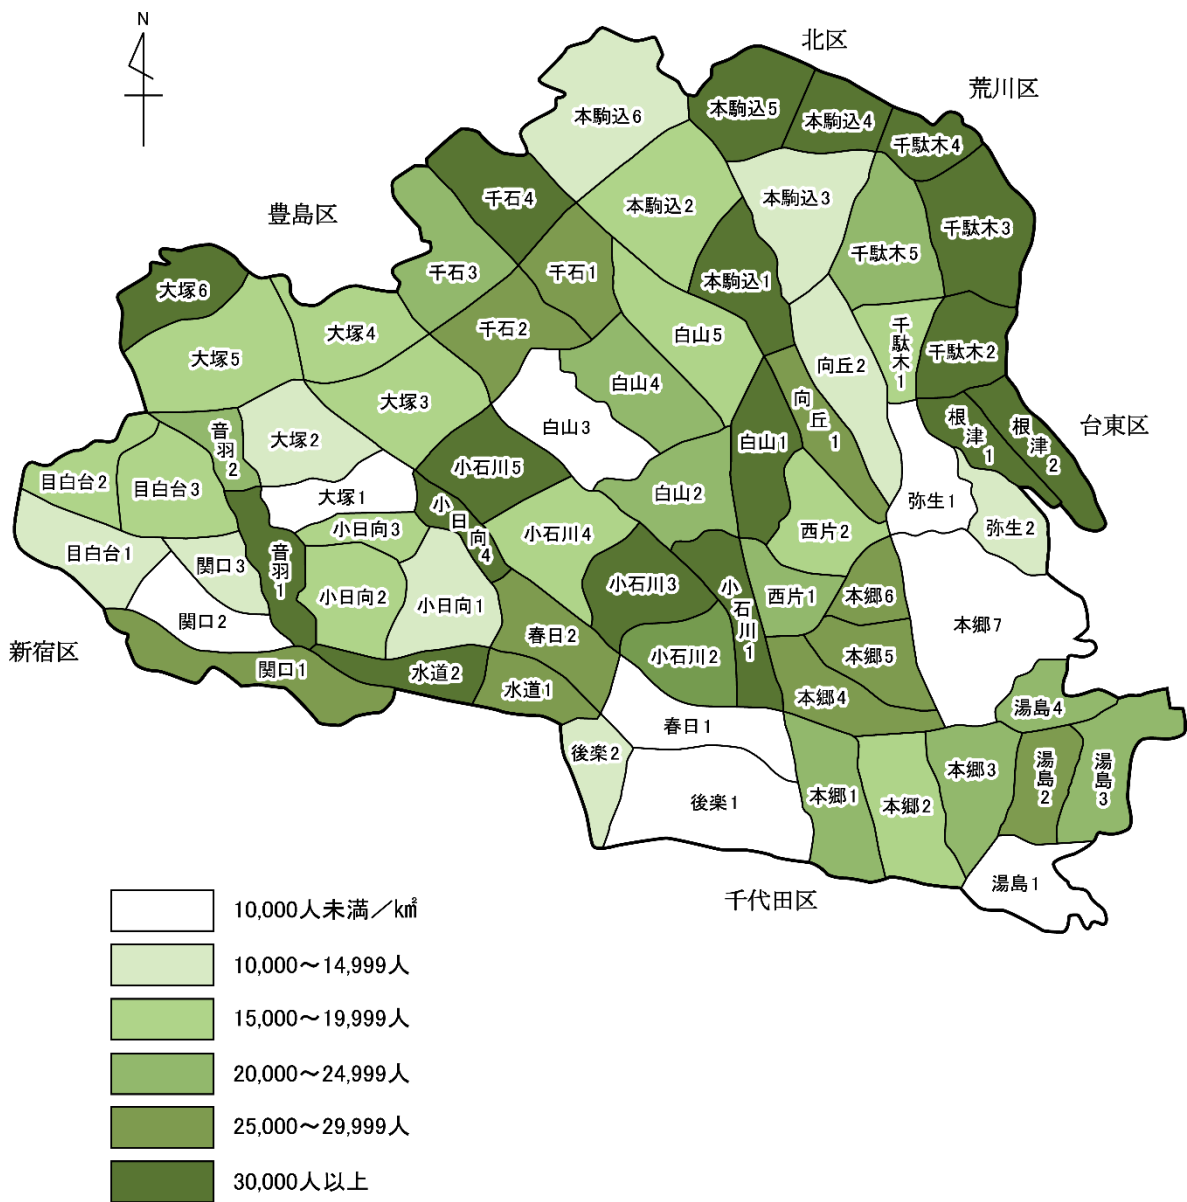 N
北区
荒川区
豊島区
台東区
新宿区
千代田区
本駒込6
本駒込5
本駒込4
千駄木4
本駒込3
本駒込2
千石4
千駄木3
千駄木5
本駒込1
千石3
千石1
大塚6
千石2
白山5
大塚4
大塚5
千駄木1
千駄木2
向丘2
白山4
大塚3
向丘1
根津1
根津2
白山3
白山1
大塚2
音羽2
小石川5
目白台2
目白台3
大塚1
白山2
弥生1
弥生2
小日向4
小日向3
小石川4
西片2
目白台1
関口3
音羽1
小石川3
小石川1
小日向2
小日向1
西片1
本郷6
関口2
春日2
本郷7
小石川2
本郷5
関口1
水道2
水道1
本郷4
湯島4
春日1
後楽2
本郷3
湯島2
湯島3
後楽1
本郷1
本郷2
湯島1
10,000人未満／k㎡
10,000～14,999人
15,000～19,999人
20,000～24,999人
25,000～29,999人
30,000人以上